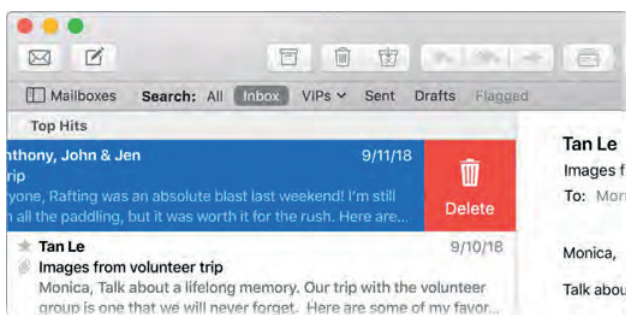 Mailboxes Search: All Inbox VIPs Sent Drafts Flagged
Top Hits
nthony, John & Jen 9/11/18
rip
yone, Rafting was an absolute blast last weekend! I'm still
n all the paddling, but it was worth it for the rush. Here are...
Delete
Tan Le 9/10/18
Images from volunteer trip
Monica, Talk about a lifelong memory. Our trip with the volunteer
group is one that we will never forget. Here are some of my favor...
Tan Le
Images f
To: Mon
Monica,
Talk abou